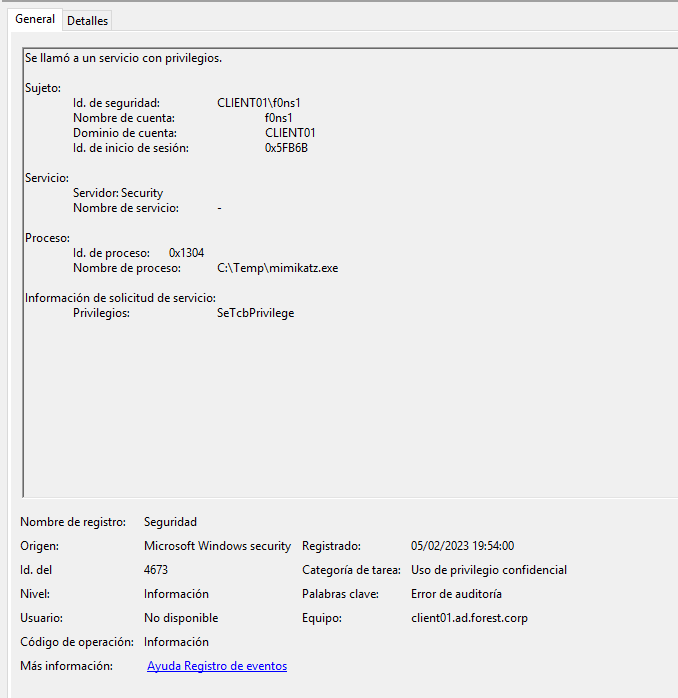 General Detalles
Se llamó a un servicio con privilegios.
Sujeto:
Id. de seguridad: CLIENT01\f0ns1
Nombre de cuenta: f0ns1
Dominio de cuenta: CLIENT01
Id. de inicio de sesión: 0x5FB6B
Servicio:
Servidor: Security
Nombre de servicio: -
Proceso:
Id. de proceso: 0x1304
Nombre de proceso: C:\Temp\mimikatz.exe
Información de solicitud de servicio:
Privilegios: SeTcbPrivilege
Nombre de registro: Seguridad
Origen: Microsoft Windows security Registrado: 05/02/2023 19:54:00
Id. del 4673 Categoría de tarea: Uso de privilegio confidencial
Nivel: Información Palabras clave: Error de auditoría
Usuario: No disponible Equipo: client01.ad.forest.corp
Código de operación: Información
Más información: Ayuda Registro de eventos